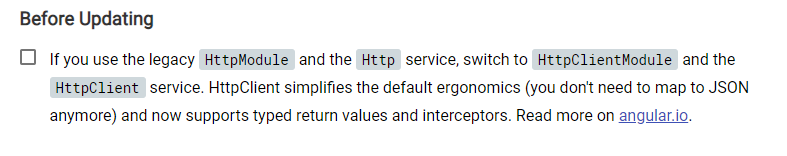 Before Updating
If you use the legacy HttpModule and the Http service, switch to HttpClientModule and the
HttpClient service. HttpClient simplifies the default ergonomics (you don't need to map to JSON
anymore) and now supports typed return values and interceptors. Read more on angular.io.